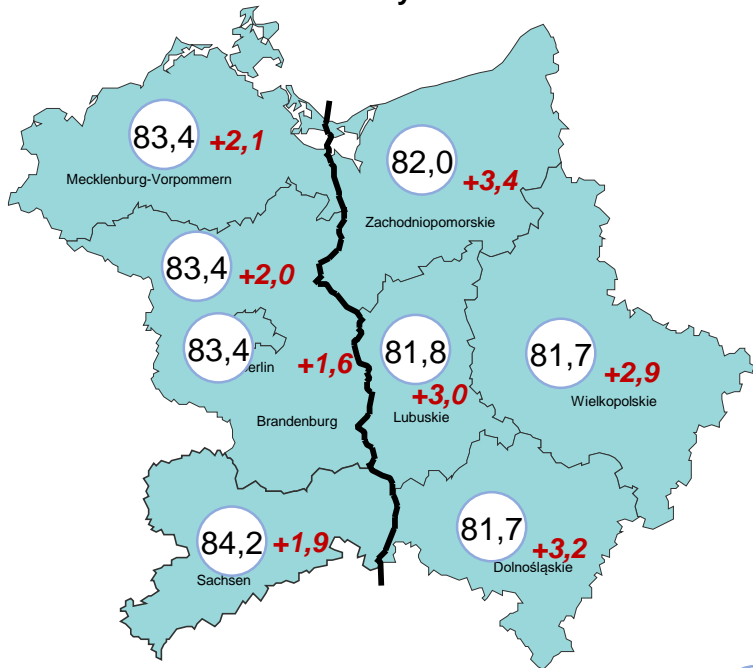 83,4 +2,1
Mecklenburg-Vorpommern
82,0 +3,4
Zachodniopomorskie
83,4 +2,0
83,4 +1,6
erlin
Brandenburg
81,8
+3,0
Lubuskie
81,7 +2,9
Wielkopolskie
84,2 +1,9
Sachsen
81,7 +3,2
Dolnośląskie